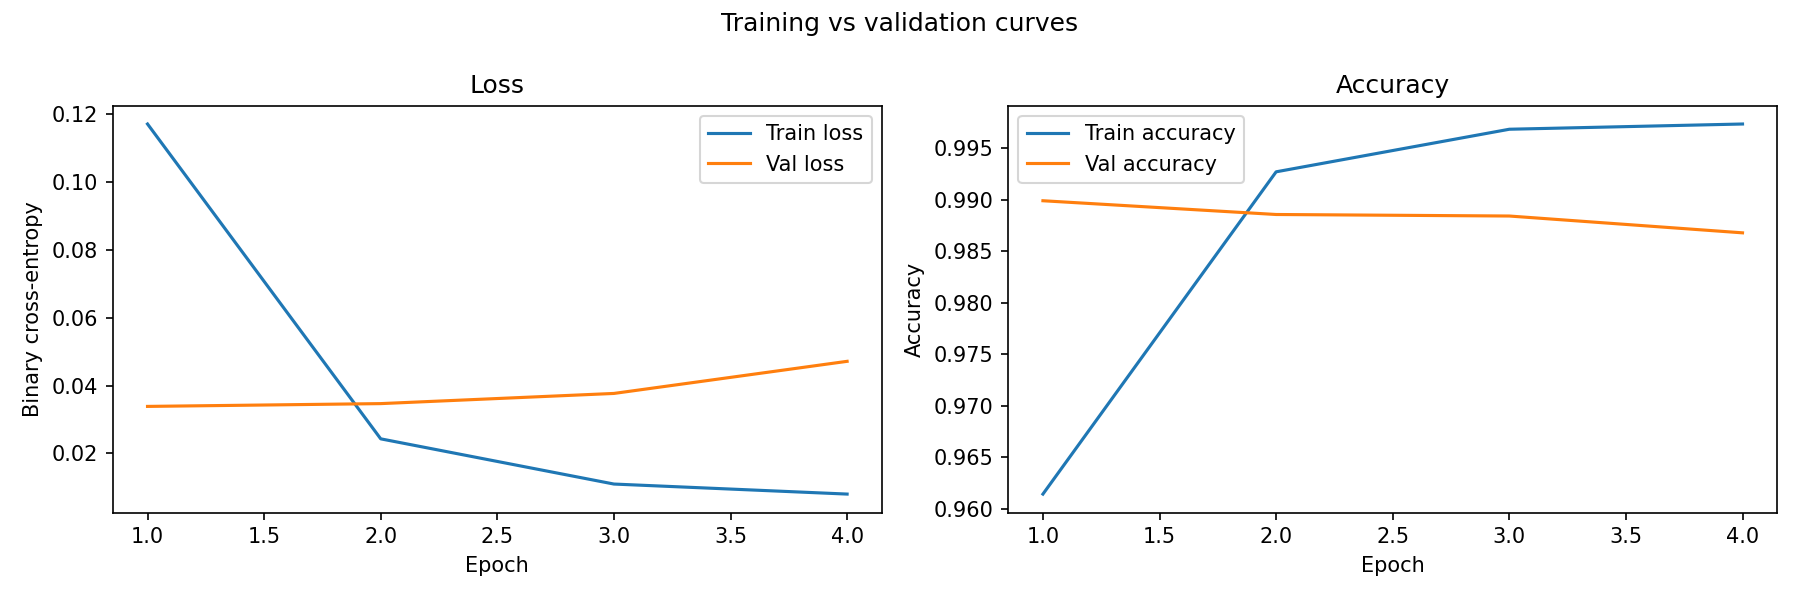 Training vs validation curves
Loss
Binary cross-entropy
0.12
0.10
0.08
0.06
0.04
0.02
Train loss
Val loss
1.0 1.5 2.0 2.5 3.0 3.5 4.0
Epoch
Accuracy
Accuracy
0.995
0.990
0.985
0.980
0.975
0.970
0.965
0.960
Train accuracy
Val accuracy
1.0 1.5 2.0 2.5 3.0 3.5 4.0
Epoch